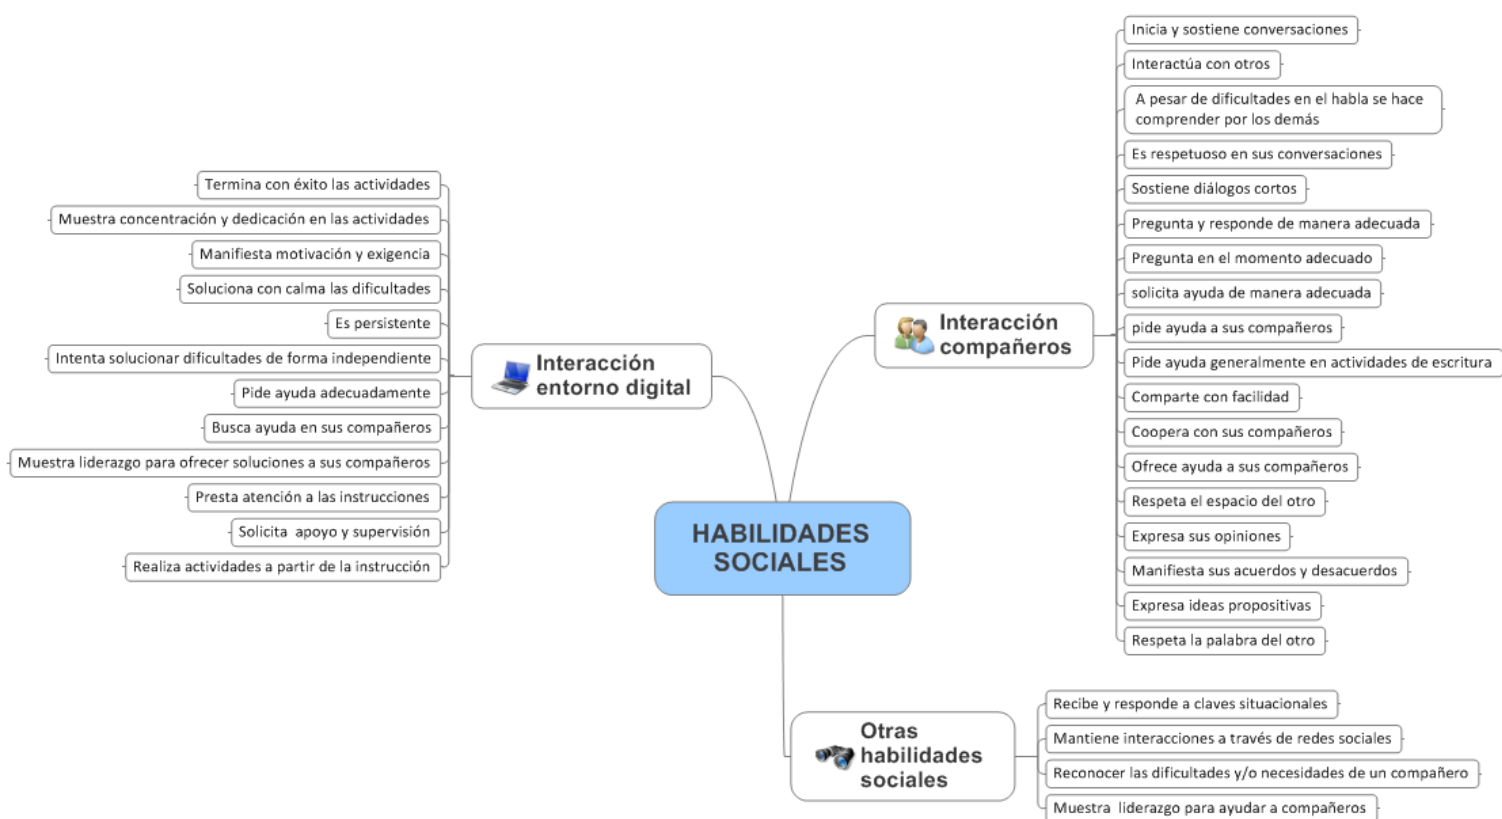 HABILIDADES
SOCIALES
Interacción
compañeros
Inicia y sostiene conversaciones
Interactúa con otros
A pesar de dificultades en el habla se hace
comprender por los demás
Es respetuoso en sus conversaciones
Sostiene diálogos cortos
Pregunta y responde de manera adecuada
Pregunta en el momento adecuado
solicita ayuda de manera adecuada
pide ayuda a sus compañeros
Pide ayuda generalmente en actividades de escritura
Comparte con facilidad
Coopera con sus compañeros
Ofrece ayuda a sus compañeros
Respeta el espacio del otro
Expresa sus opiniones
Manifiesta sus acuerdos y desacuerdos
Expresa ideas propositivas
Respeta la palabra del otro
Interacción
entorno digital
Termina con éxito las actividades
Muestra concentración y dedicación en las actividades
Manifiesta motivación y exigencia
Soluciona con calma las dificultades
Es persistente
Intenta solucionar dificultades de forma independiente
Pide ayuda adecuadamente
Busca ayuda en sus compañeros
Muestra liderazgo para ofrecer soluciones a sus compañeros
Presta atención a las instrucciones
Solicita  apoyo y supervisión
Realiza actividades a partir de la instrucción
Otras
habilidades
sociales
Recibe y responde a claves situacionales
Mantiene interacciones a través de redes sociales
Reconocer las dificultades y/o necesidades de un compañero
Muestra  liderazgo para ayudar a compañeros